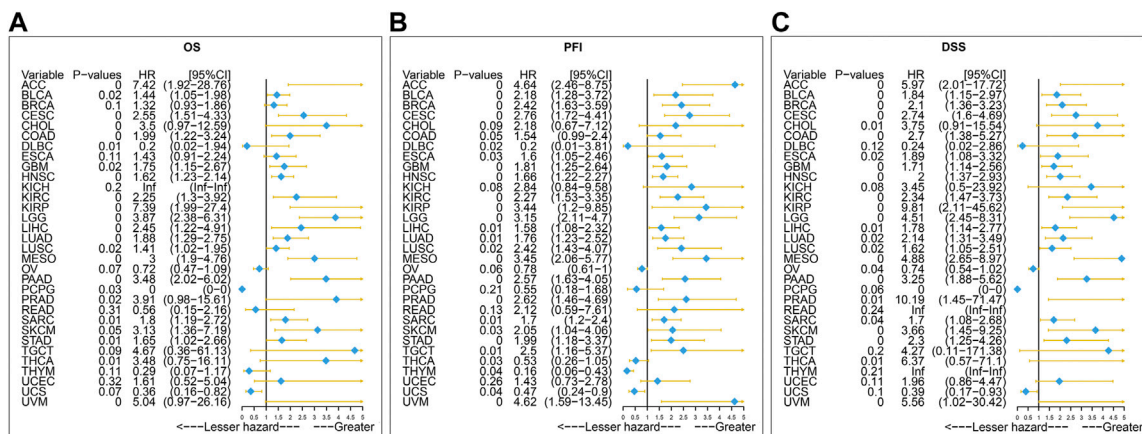 A
OS
Variable P-values HR [95%CI]
ACC 0 7.42 (1.92-28.76)
BLCA 0.02 1.44 (1.05-1.98)
BRCA 0.1 1.32 (0.93-1.86)
CESC 0 2.55 (1.51-4.33)
CHOL 0 3.5 (0.97-12.59)
COAD 0 1.99 (1.22-3.24)
DLBC 0.01 0.2 (0.02-1.94)
ESCA 0.11 1.43 (0.91-2.24)
GBM 0.02 1.75 (1.15-2.67)
HNSC 0 1.62 (1.23-2.14)
KICH 0.2 Inf (Inf-Inf)
KIRC 0 2.25 (1.3-3.92)
KIRP 0 7.39 (1.99-27.4)
LGG 0 3.87 (2.38-6.31)
LIHC 0 2.45 (1.22-4.91)
LUAD 0 1.88 (1.29-2.75)
LUSC 0.02 1.41 (1.02-1.95)
MESO 0 3 (1.9-4.76)
OV 0.07 0.72 (0.47-1.09)
PAAD 0 3.48 (2.02-6.02)
PCPG 0.03 0 (0-0)
PRAD 0.02 3.91 (0.98-15.61)
READ 0.31 0.56 (0.15-2.16)
SARC 0.01 1.8 (1.19-2.72)
SKCM 0.05 3.13 (1.36-7.19)
STAD 0.01 1.65 (1.02-2.66)
TGCT 0.09 4.67 (0.36-61.13)
THCA 0.01 3.48 (0.75-16.11)
THYM 0.11 0.29 (0.07-1.17)
UCEC 0.32 1.61 (0.52-5.04)
UCS 0.07 0.36 (0.16-0.82)
UVM 0 5.04 (0.97-26.16)
0 0.5 1 1.5 2 2.5 3 3.5 4 4.5 5
<----Lesser hazard---- ----Greater
B
PFI
Variable P-values HR [95%CI]
ACC 0 4.64 (2.46-8.75)
BLCA 0 2.18 (1.28-3.72)
BRCA 0 2.42 (1.63-3.59)
CESC 0 2.76 (1.72-4.41)
CHOL 0.09 2.18 (0.67-7.12)
COAD 0.05 1.54 (0.99-2.4)
DLBC 0.02 0.2 (0.01-3.81)
ESCA 0.03 1.6 (1.05-2.46)
GBM 0 1.81 (1.25-2.64)
HNSC 0 1.66 (1.22-2.27)
KICH 0.08 2.84 (0.84-9.58)
KIRC 0 2.27 (1.53-3.35)
KIRP 0 3.44 (1.2-9.85)
LGG 0 3.15 (2.11-4.7)
LIHC 0.01 1.58 (1.08-2.32)
LUAD 0.01 1.76 (1.23-2.52)
LUSC 0.02 2.42 (1.43-4.07)
MESO 0 3.45 (2.06-5.77)
OV 0.06 0.78 (0.61-1)
PAAD 0 2.57 (1.63-4.05)
PCPG 0.21 0.55 (0.18-1.68)
PRAD 0 2.62 (1.46-4.69)
READ 0.13 2.12 (0.59-7.61)
SARC 0.01 1.7 (1.2-2.4)
SKCM 0.03 2.05 (1.04-4.06)
STAD 0 1.99 (1.18-3.37)
TGCT 0.01 2.5 (1.16-5.37)
THCA 0.03 0.53 (0.26-1.05)
THYM 0.04 0.16 (0.06-0.43)
UCEC 0.26 1.43 (0.73-2.78)
UCS 0.04 0.47 (0.24-0.9)
UVM 0 4.62 (1.59-13.45)
0 0.5 1 1.5 2 2.5 3 3.5 4 4.5 5
<----Lesser hazard---- ----Greater
C
DSS
Variable P-values HR [95%CI]
ACC 0 5.97 (2.01-17.72)
BLCA 0 1.84 (1.15-2.97)
BRCA 0 2.1 (1.36-3.23)
CESC 0 2.74 (1.6-4.69)
CHOL 0.01 3.75 (0.91-15.54)
COAD 0 2.7 (1.38-5.27)
DLBC 0.12 0.24 (0.02-2.86)
ESCA 0.02 1.89 (1.08-3.32)
GBM 0 1.71 (1.14-2.56)
HNSC 0 2 (1.37-2.93)
KICH 0.08 3.45 (0.5-23.92)
KIRC 0 2.34 (1.47-3.73)
KIRP 0 9.81 (2.11-45.62)
LGG 0 4.51 (2.45-8.31)
LIHC 0.01 1.78 (1.14-2.77)
LUAD 0.02 2.14 (1.31-3.49)
LUSC 0.02 1.62 (1.05-2.51)
MESO 0 4.88 (2.65-8.97)
OV 0.04 0.74 (0.54-1.02)
PAAD 0 3.25 (1.88-5.62)
PCPG 0.06 0 (0-0)
PRAD 0.01 10.19 (1.45-71.47)
READ 0.24 Inf (Inf-Inf)
SARC 0.04 1.7 (1.08-2.68)
SKCM 0 3.66 (1.45-9.25)
STAD 0 2.3 (1.25-4.26)
TGCT 0.2 4.27 (0.11-171.38)
THCA 0.01 6.37 (0.57-71.1)
THYM 0.21 Inf (Inf-Inf)
UCEC 0.11 1.96 (0.86-4.47)
UCS 0.1 0.39 (0.17-0.93)
UVM 0 5.56 (1.02-30.42)
0 0.5 1 1.5 2 2.5 3 3.5 4 4.5 5
<----Lesser hazard---- ----Greater